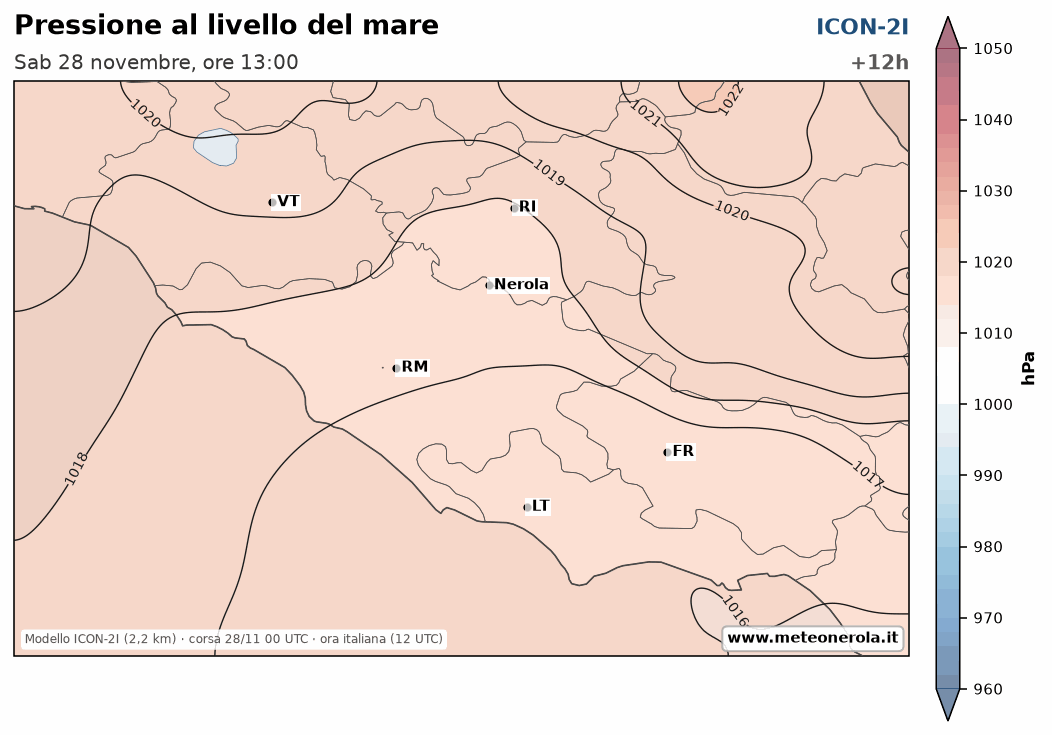 Pressione al livello del mare
ICON-2I
Sab 28 novembre, ore 13:00
+12h
1020
1021
1022
1019
1020
VT
RI
Nerola
RM
1018
FR
1017
LT
1016
Modello ICON-2I (2,2 km) · corsa 28/11 00 UTC · ora italiana (12 UTC)
www.meteonerola.it
1050
1040
1030
1020
1010
1000
990
980
970
960
hPa